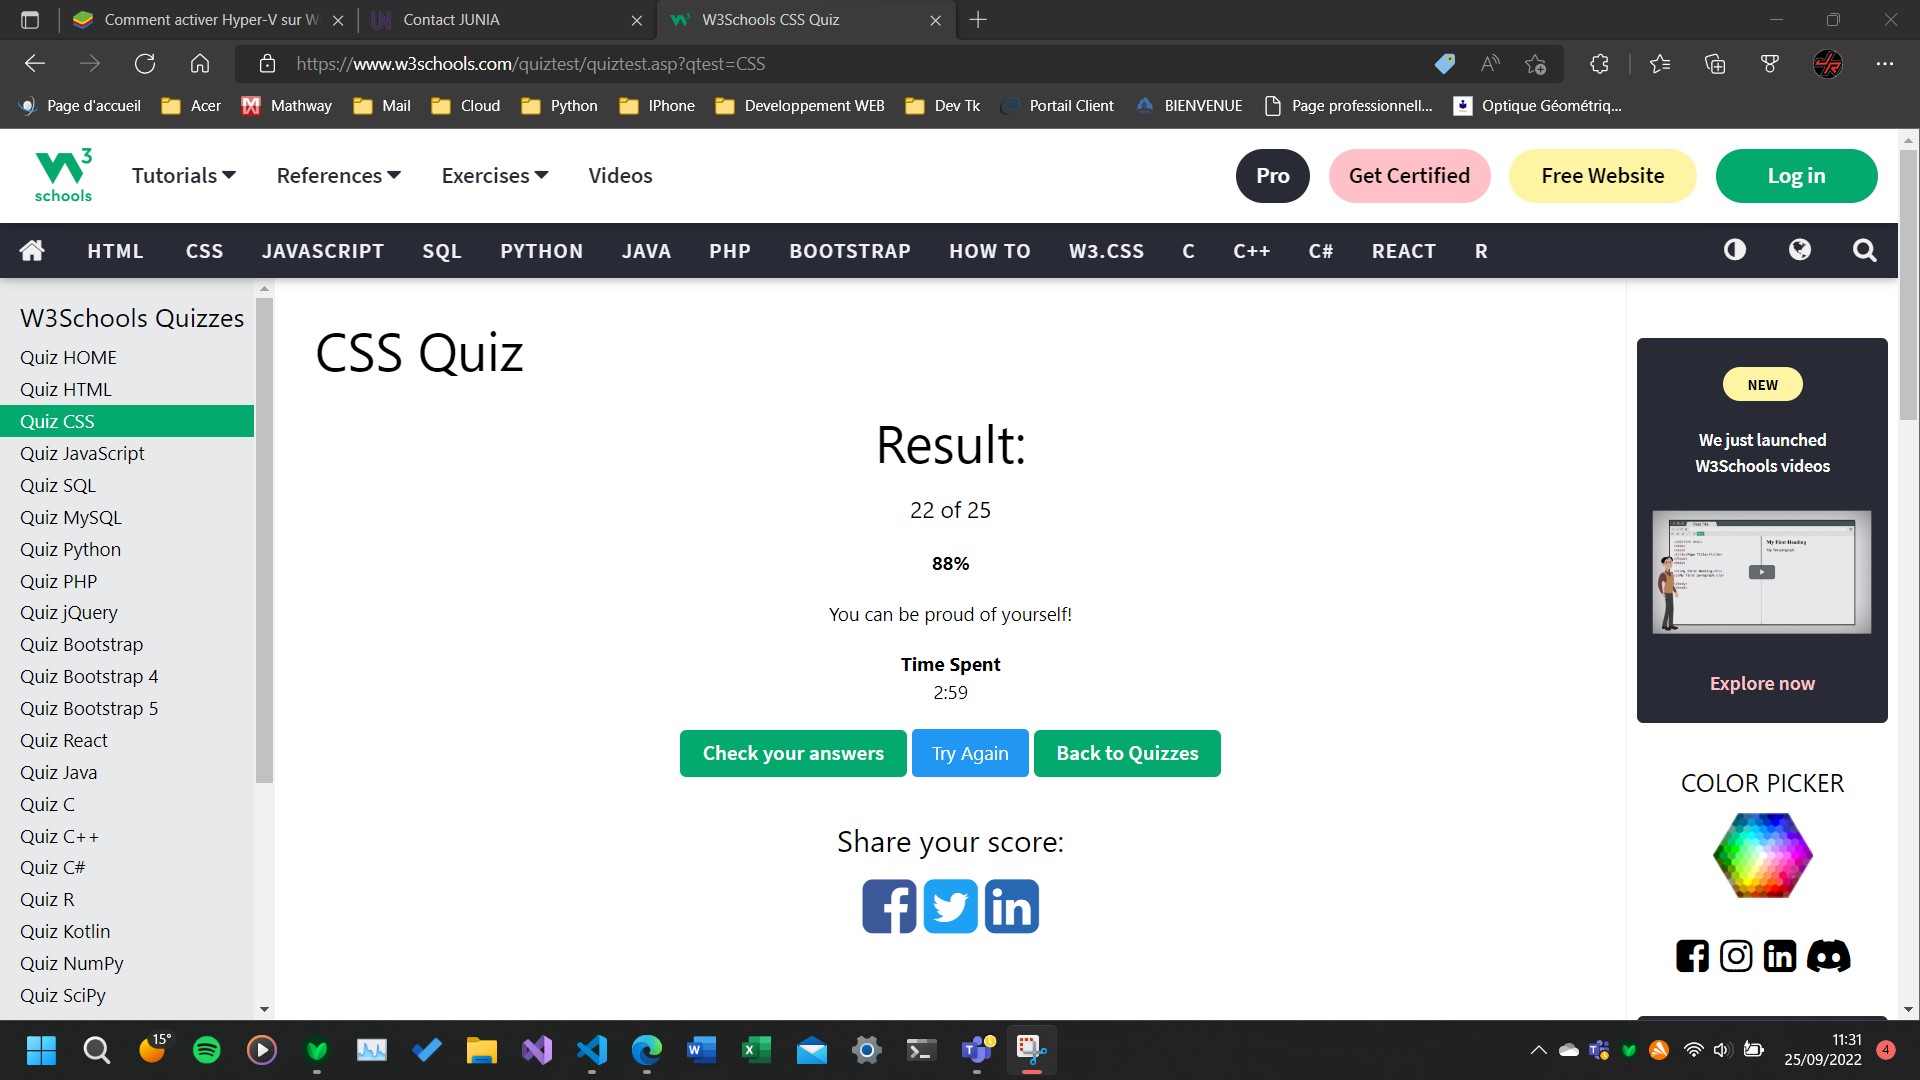 Comment activer Hyper-V sur W
Contact JUNIA
W3Schools CSS Quiz
https://www.w3schools.com/quiztest/quiztest.asp?qtest=CSS
Page d'accueil
Acer
Mathway
Mail
Cloud
Python
IPhone
Developpement WEB
Dev Tk
Portail Client
BIENVENUE
Page professionnell...
Optique Géométriq...
W3 schools
Tutorials
References
Exercises
Videos
Pro
Get Certified
Free Website
Log in
HTML
CSS
JAVASCRIPT
SQL
PYTHON
JAVA
PHP
BOOTSTRAP
HOW TO
W3.CSS
C
C++
C#
REACT
R
W3Schools Quizzes
Quiz HOME
Quiz HTML
Quiz CSS
Quiz JavaScript
Quiz SQL
Quiz MySQL
Quiz Python
Quiz PHP
Quiz jQuery
Quiz Bootstrap
Quiz Bootstrap 4
Quiz Bootstrap 5
Quiz React
Quiz Java
Quiz C
Quiz C++
Quiz C#
Quiz R
Quiz Kotlin
Quiz NumPy
Quiz SciPy
CSS Quiz
Result:
22 of 25
88%
You can be proud of yourself!
Time Spent
2:59
Check your answers
Try Again
Back to Quizzes
Share your score:
NEW
We just launched
W3Schools videos
My First Heading
Explore now
COLOR PICKER
15°
11:31
25/09/2022
4